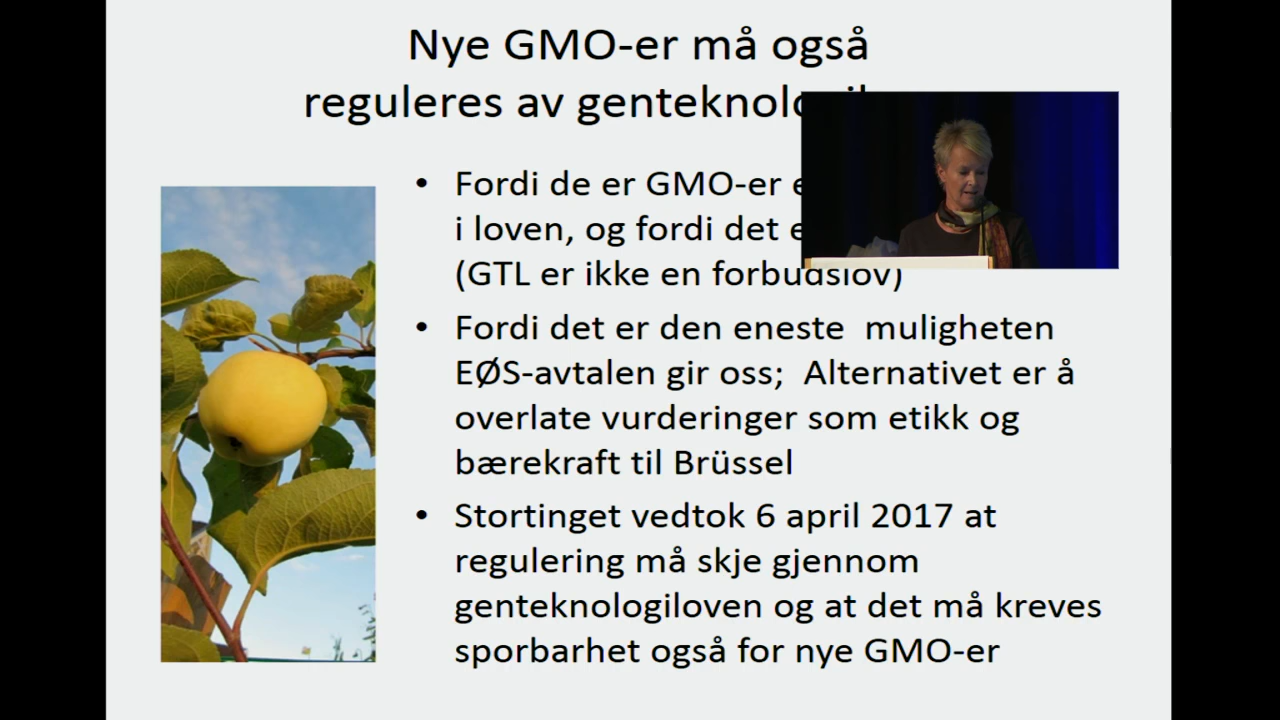 Nye GMO-er må også
reguleres av
• Fordi de er GMO-er
i loven, og fordi det
(GTL er ikke en forbudslov)
• Fordi det er den eneste muligheten
EØS-avtalen gir oss; Alternativet er å
overlate vurderinger som etikk og
bærekraft til Brüssel
• Stortinget vedtok 6 april 2017 at
regulering må skje gjennom
genteknologiloven og at det må kreves
sporbarhet også for nye GMO-er